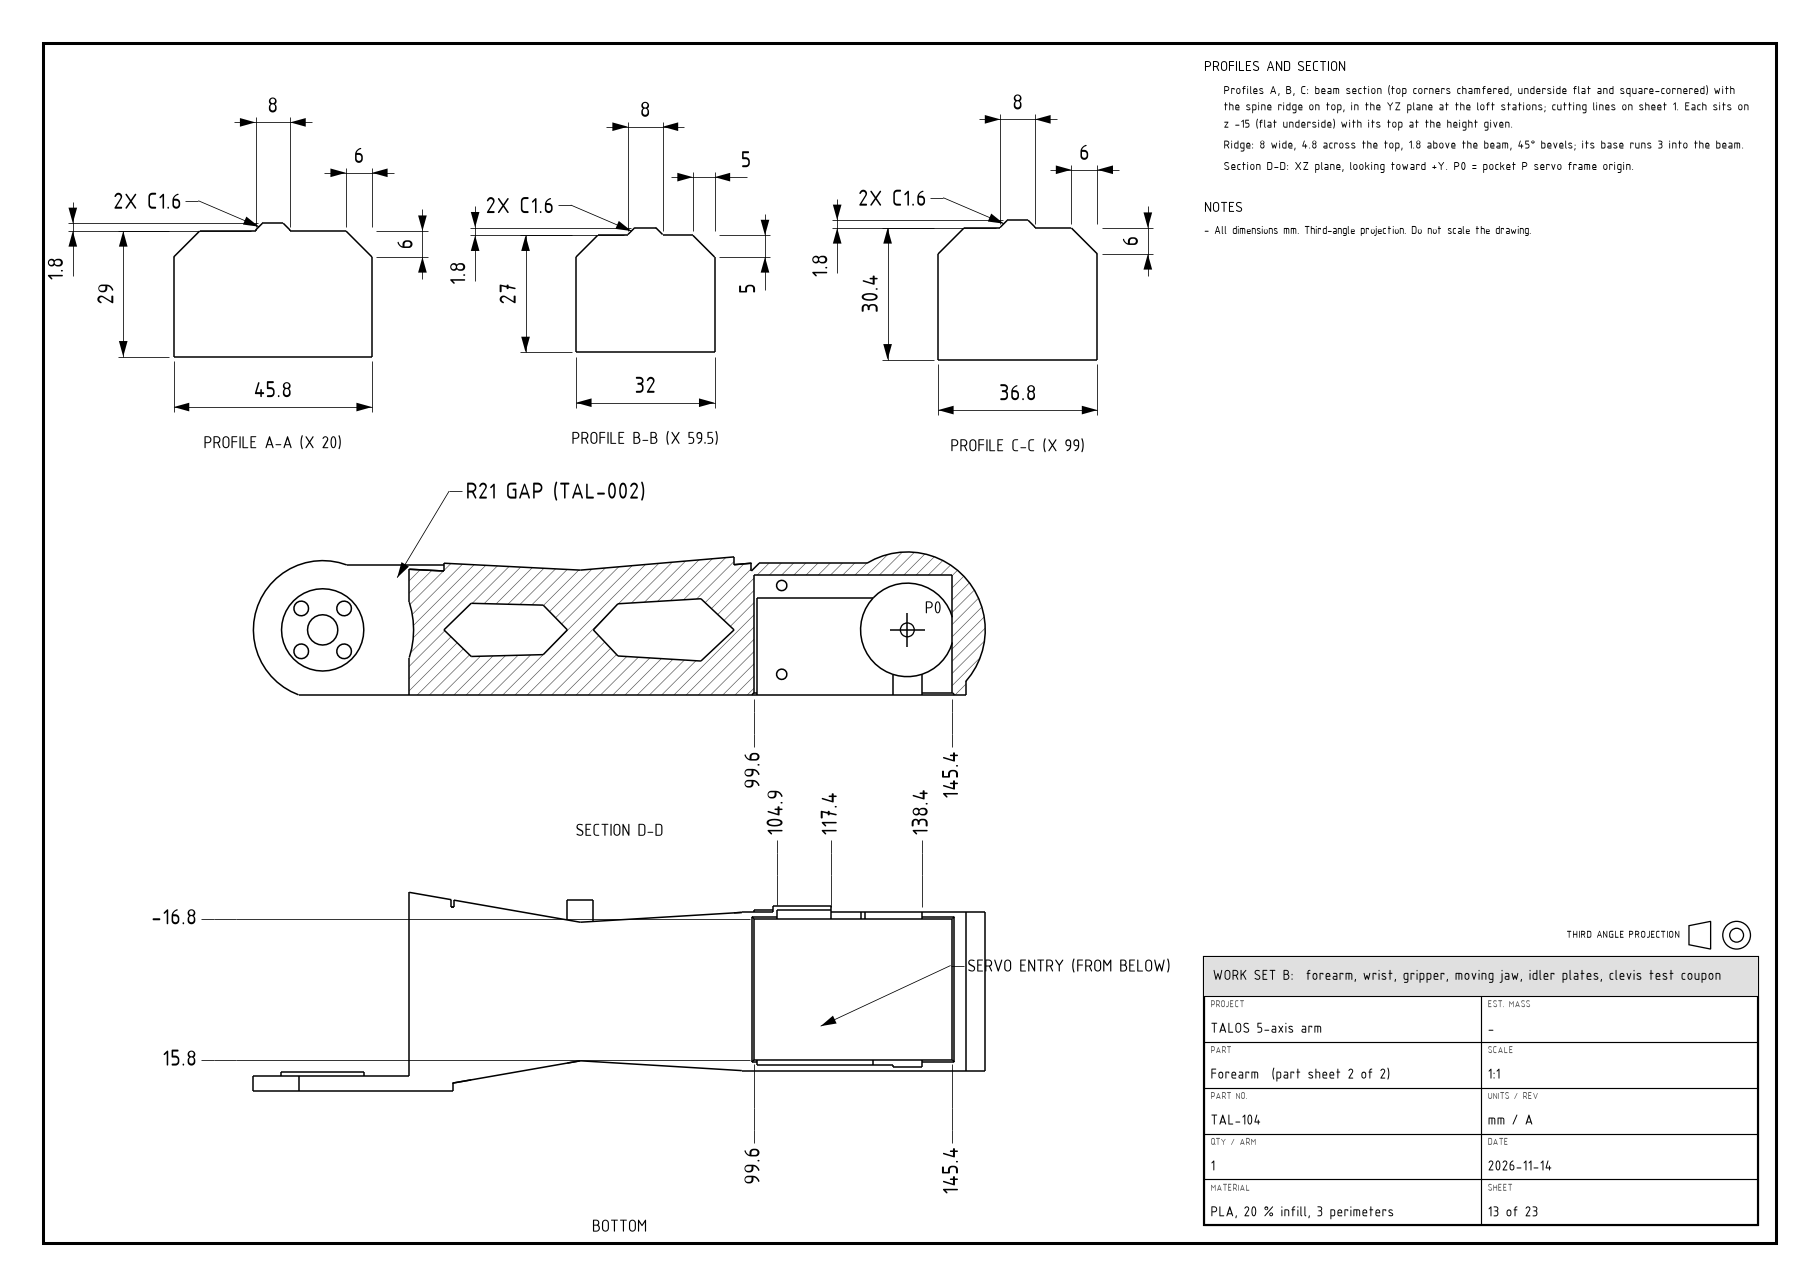 PROFILES AND SECTION
Profiles A, B, C: beam section (top corners chamfered, underside flat and square-cornered) with
the spine ridge on top, in the YZ plane at the loft stations; cutting lines on sheet 1. Each sits on
z -15 (flat underside) with its top at the height given.
Ridge: 8 wide, 4.8 across the top, 1.8 above the beam, 45° bevels; its base runs 3 into the beam.
Section D-D: XZ plane, looking toward +Y. P0 = pocket P servo frame origin.
NOTES
- All dimensions mm. Third-angle projection. Do not scale the drawing.
8
6
2X C1.6
1.8
29
6
45.8
PROFILE A-A (X 20)
8
5
2X C1.6
1.8
27
5
32
PROFILE B-B (X 59.5)
8
6
2X C1.6
1.8
30.4
6
36.8
PROFILE C-C (X 99)
R21 GAP (TAL-002)
P0
99.6
145.4
SECTION D-D
104.9
117.4
138.4
-16.8
15.8
SERVO ENTRY (FROM BELOW)
99.6
145.4
BOTTOM
THIRD ANGLE PROJECTION
WORK SET B: forearm, wrist, gripper, moving jaw, idler plates, clevis test coupon
PROJECT
TALOS 5-axis arm
EST. MASS
-
PART
Forearm (part sheet 2 of 2)
SCALE
1:1
PART NO.
TAL-104
UNITS / REV
mm / A
QTY / ARM
1
DATE
2026-11-14
MATERIAL
PLA, 20 % infill, 3 perimeters
SHEET
13 of 23